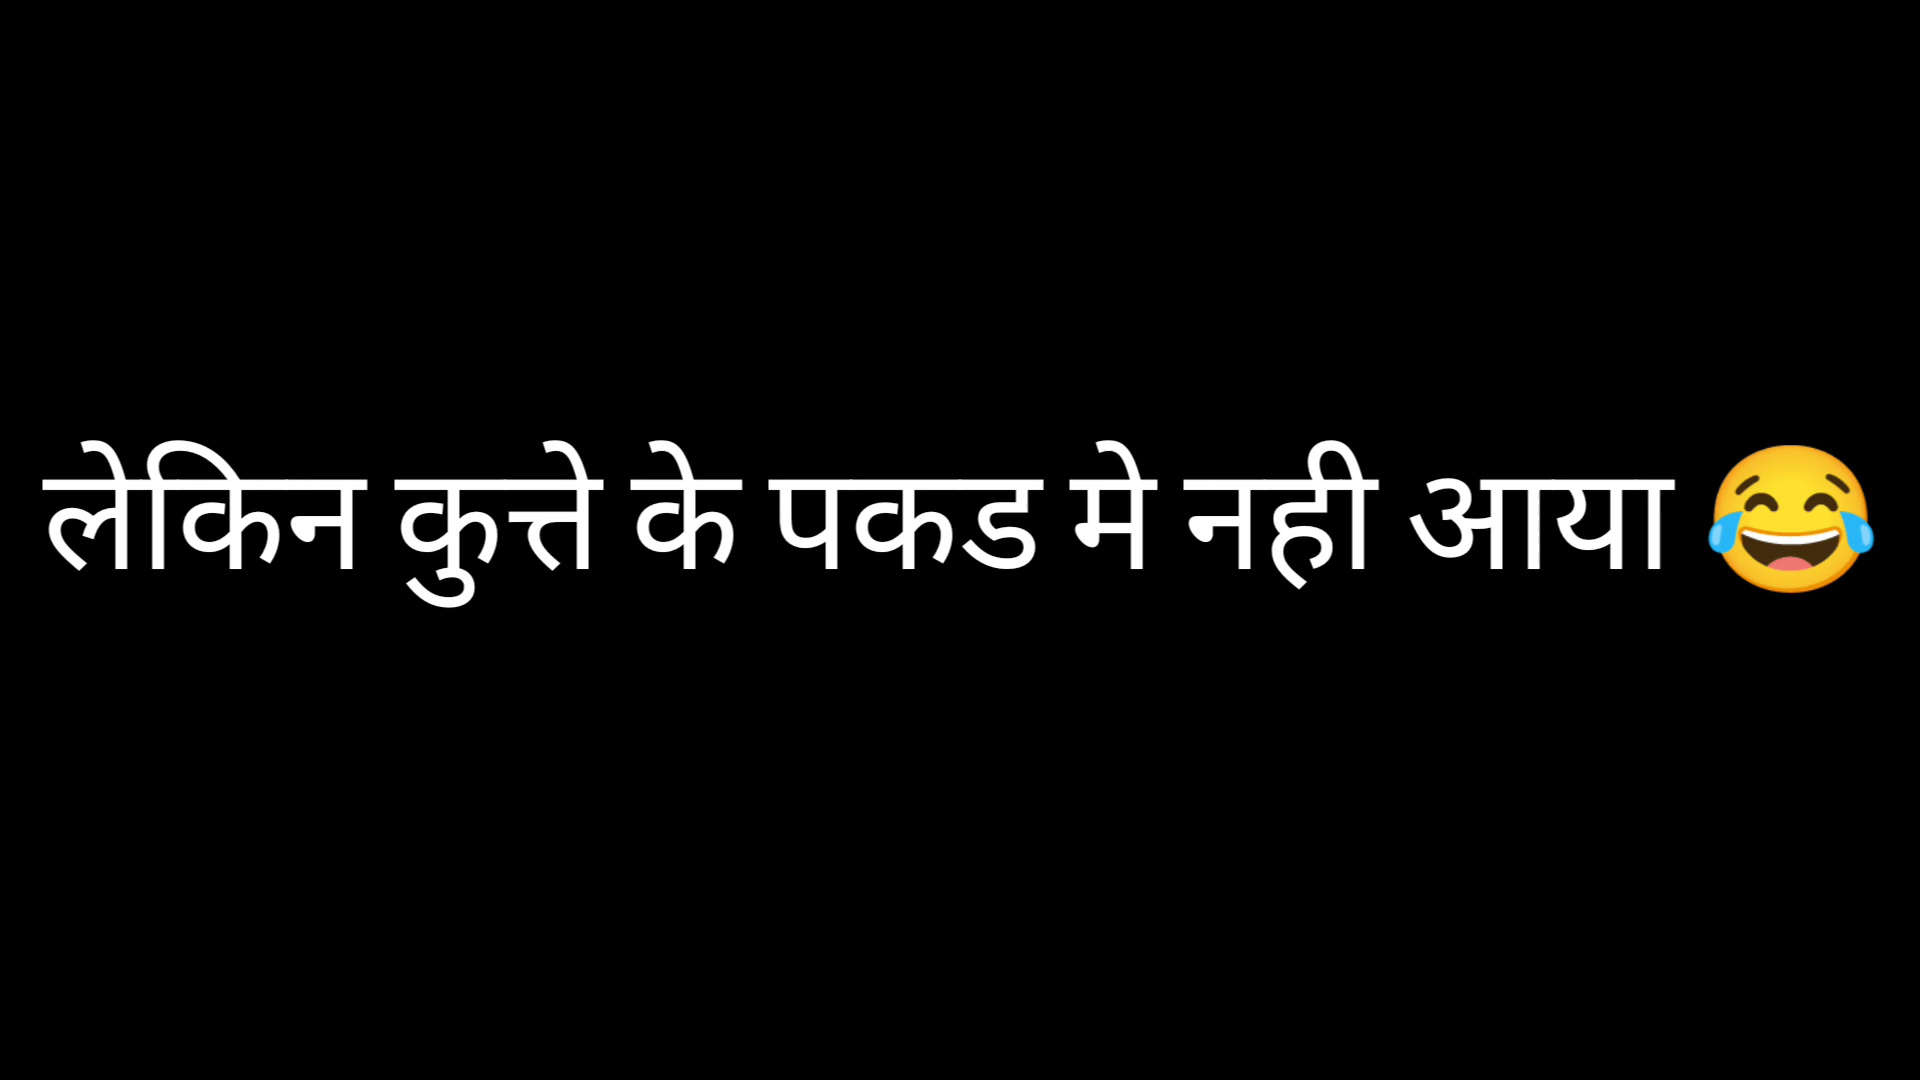 लेकिन कुत्ते के पकड मे नही आया 😂